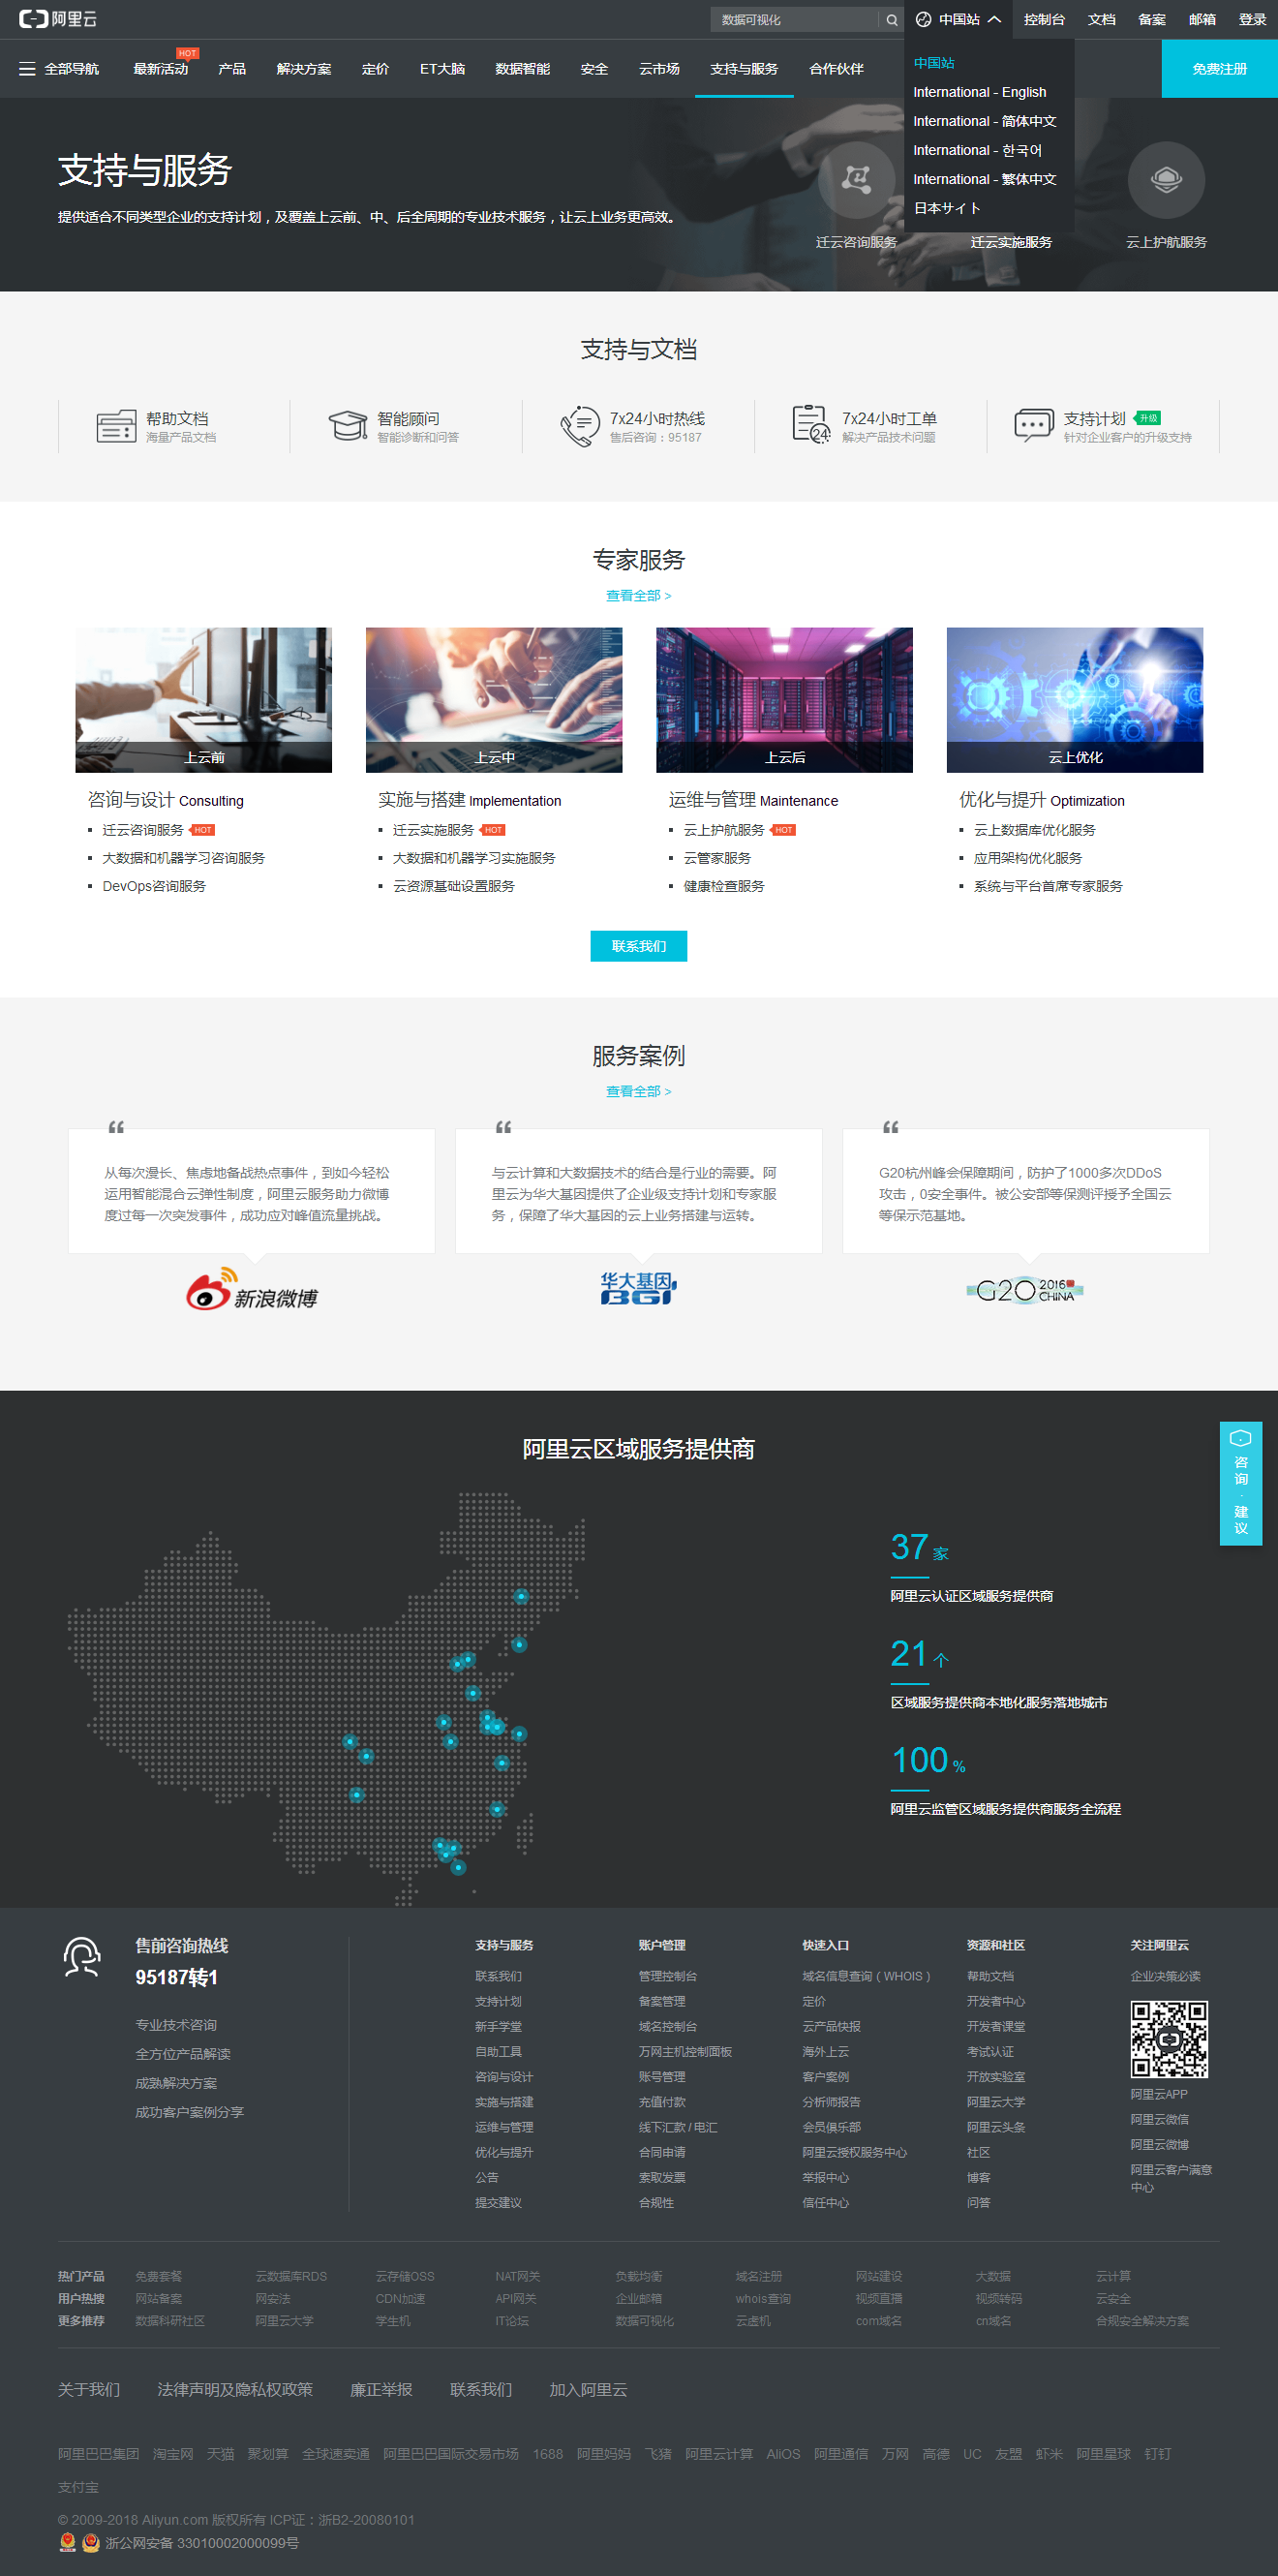 阿里云
数据可视化
中国站
控制台
文档
备案
邮箱
登录
全部导航
最新活动
HOT
产品
解决方案
定价
ET大脑
数据智能
安全
云市场
支持与服务
合作伙伴
免费注册
中国站
International - English
International - 简体中文
International - 한국어
International - 繁体中文
日本サイト
支持与服务
提供适合不同类型企业的支持计划，及覆盖上云前、中、后全周期的专业技术服务，让云上业务更高效。
迁云咨询服务
迁云实施服务
云上护航服务
支持与文档
帮助文档
海量产品文档
智能顾问
智能诊断和问答
7x24小时热线
售后咨询：95187
24
7x24小时工单
解决产品技术问题
支持计划
升级
针对企业客户的升级支持
专家服务
查看全部 >
上云前
上云中
上云后
云上优化
咨询与设计 Consulting
迁云咨询服务 HOT
大数据和机器学习咨询服务
DevOps咨询服务
实施与搭建 Implementation
迁云实施服务 HOT
大数据和机器学习实施服务
云资源基础设置服务
运维与管理 Maintenance
云上护航服务 HOT
云管家服务
健康检查服务
优化与提升 Optimization
云上数据库优化服务
应用架构优化服务
系统与平台首席专家服务
联系我们
服务案例
查看全部 >
“
从每次漫长、焦虑地备战热点事件，到如今轻松
运用智能混合云弹性制度，阿里云服务助力微博
度过每一次突发事件，成功应对峰值流量挑战。
新浪微博
“
与云计算和大数据技术的结合是行业的需要。阿
里云为华大基因提供了企业级支持计划和专家服
务，保障了华大基因的云上业务搭建与运转。
华大基因
BGI
“
G20杭州峰会保障期间，防护了1000多次DDoS
攻击，0安全事件。被公安部等保测评授予全国云
等保示范基地。
G20 2016
CHINA
阿里云区域服务提供商
咨询·建议
37 家
阿里云认证区域服务提供商
21 个
区域服务提供商本地化服务落地城市
100 %
阿里云监管区域服务提供商服务全流程
售前咨询热线
95187转1
专业技术咨询
全方位产品解读
成熟解决方案
成功客户案例分享
支持与服务
联系我们
支持计划
新手学堂
自助工具
咨询与设计
实施与搭建
运维与管理
优化与提升
公告
提交建议
账户管理
管理控制台
备案管理
域名控制台
万网主机控制面板
账号管理
充值付款
线下汇款 / 电汇
合同申请
索取发票
合规性
快速入口
域名信息查询（WHOIS）
定价
云产品快报
海外上云
客户案例
分析师报告
会员俱乐部
阿里云授权服务中心
举报中心
信任中心
资源和社区
帮助文档
开发者中心
开发者课堂
考试认证
开放实验室
阿里云大学
阿里云头条
社区
博客
问答
关注阿里云
企业决策必读
阿里云APP
阿里云微信
阿里云微博
阿里云客户满意
中心
热门产品 免费套餐 云数据库RDS 云存储OSS NAT网关 负载均衡 域名注册 网站建设 大数据 云计算
用户热搜 网站备案 网安法 CDN加速 API网关 企业邮箱 whois查询 视频直播 视频转码 云安全
更多推荐 数据科研社区 阿里云大学 学生机 IT论坛 数据可视化 云虚机 com域名 cn域名 合规安全解决方案
关于我们 法律声明及隐私权政策 廉正举报 联系我们 加入阿里云
阿里巴巴集团 淘宝网 天猫 聚划算 全球速卖通 阿里巴巴国际交易市场 1688 阿里妈妈 飞猪 阿里云计算 AliOS 阿里通信 万网 高德 UC 友盟 虾米 阿里星球 钉钉
支付宝
© 2009-2018 Aliyun.com 版权所有 ICP证：浙B2-20080101
浙公网安备 33010002000099号